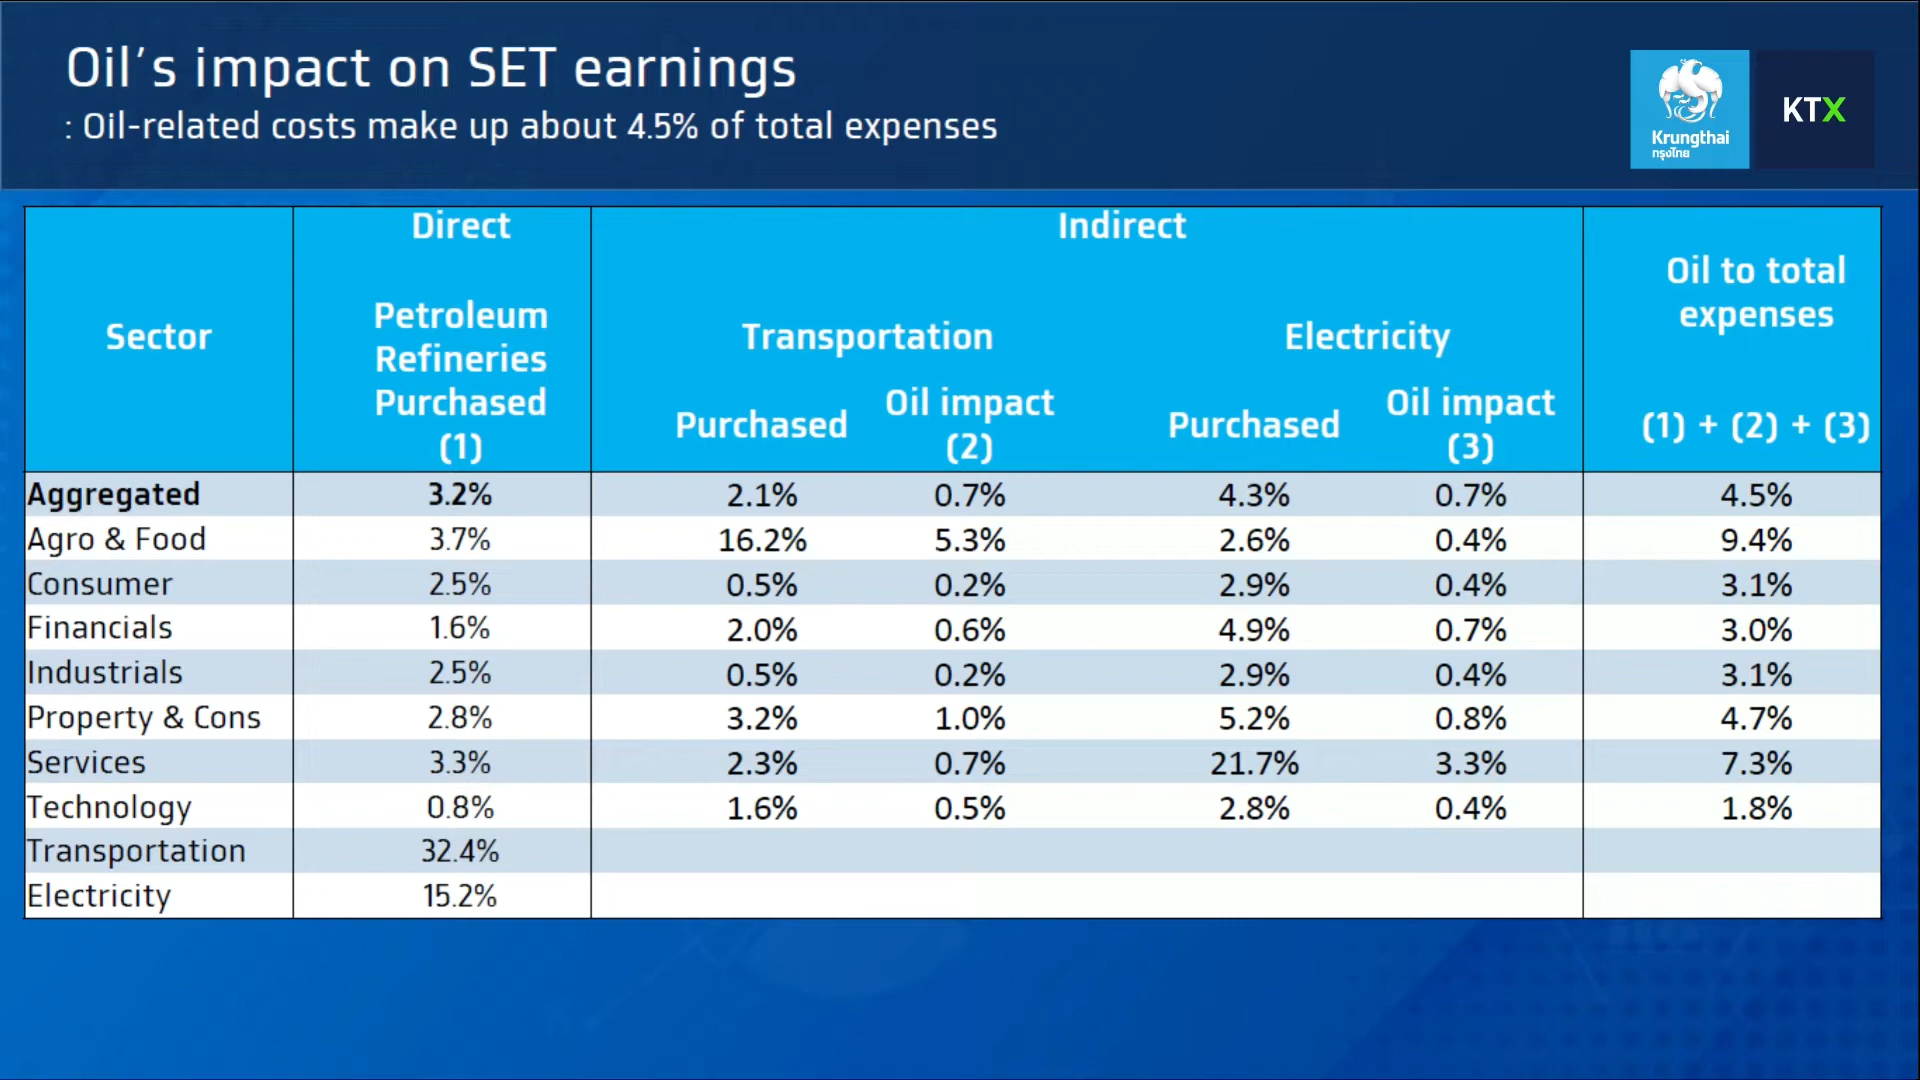 Oil′s impact on SET earnings
: Oil-related costs make up about 4.5% of total expenses
Krungthai
กรุงไทย
KTX
Sector
Direct
Petroleum
Refineries
Purchased
(1)
Indirect
Transportation
Purchased
Oil impact
(2)
Electricity
Purchased
Oil impact
(3)
Oil to total
expenses
(1) + (2) + (3)
Aggregated 3.2% 2.1% 0.7% 4.3% 0.7% 4.5%
Agro & Food 3.7% 16.2% 5.3% 2.6% 0.4% 9.4%
Consumer 2.5% 0.5% 0.2% 2.9% 0.4% 3.1%
Financials 1.6% 2.0% 0.6% 4.9% 0.7% 3.0%
Industrials 2.5% 0.5% 0.2% 2.9% 0.4% 3.1%
Property & Cons 2.8% 3.2% 1.0% 5.2% 0.8% 4.7%
Services 3.3% 2.3% 0.7% 21.7% 3.3% 7.3%
Technology 0.8% 1.6% 0.5% 2.8% 0.4% 1.8%
Transportation 32.4%
Electricity 15.2%